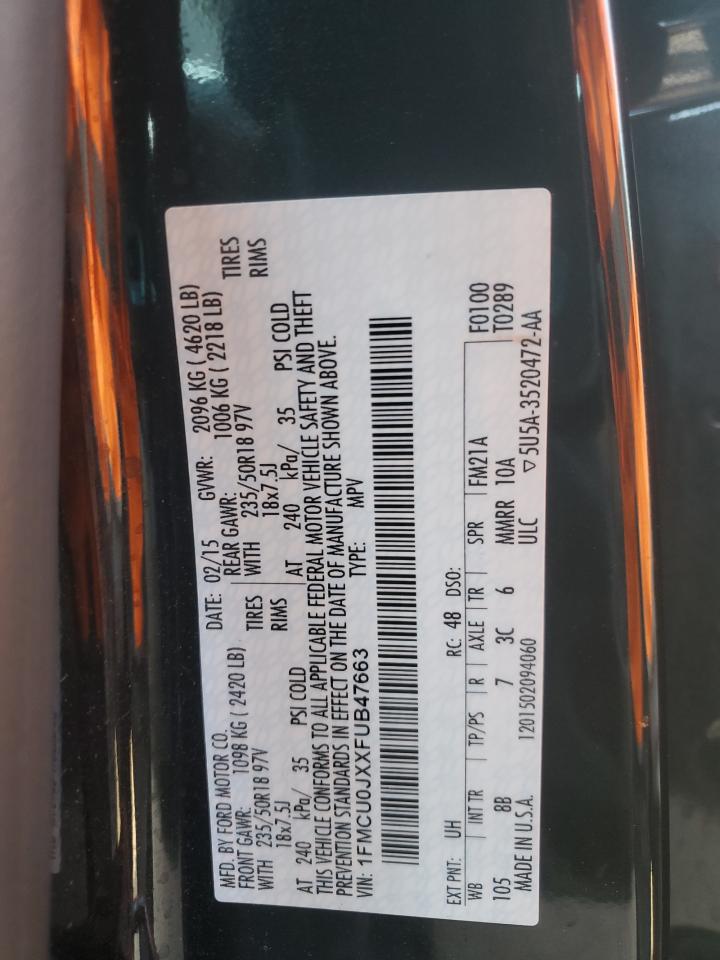 MFD. BY FORD MOTOR CO. DATE: 02/15 GVWR: 2096 KG ( 4620 LB)
FRONT GAWR: 1098 KG ( 2420 LB) REAR GAWR: 1006 KG ( 2218 LB)
WITH 235/50R18 97V TIRES WITH 235/50R18 97V TIRES
18x7.5J RIMS 18x7.5J RIMS
AT 240 kPa/ 35 PSI COLD AT 240 kPa/ 35 PSI COLD
THIS VEHICLE CONFORMS TO ALL APPLICABLE FEDERAL MOTOR VEHICLE SAFETY AND THEFT
PREVENTION STANDARDS IN EFFECT ON THE DATE OF MANUFACTURE SHOWN ABOVE.
VIN: 1FMCU0JXXFUB47663 TYPE: MPV
EXT PNT: UH RC: 48 DSO:
WB INT TR TP/PS R AXLE TR SPR FM21A F0100
105 8B 7 3C 6 MMRR 10A T0289
MADE IN U.S.A. 1201502094060 ULC ▽5U5A-3520472-AA